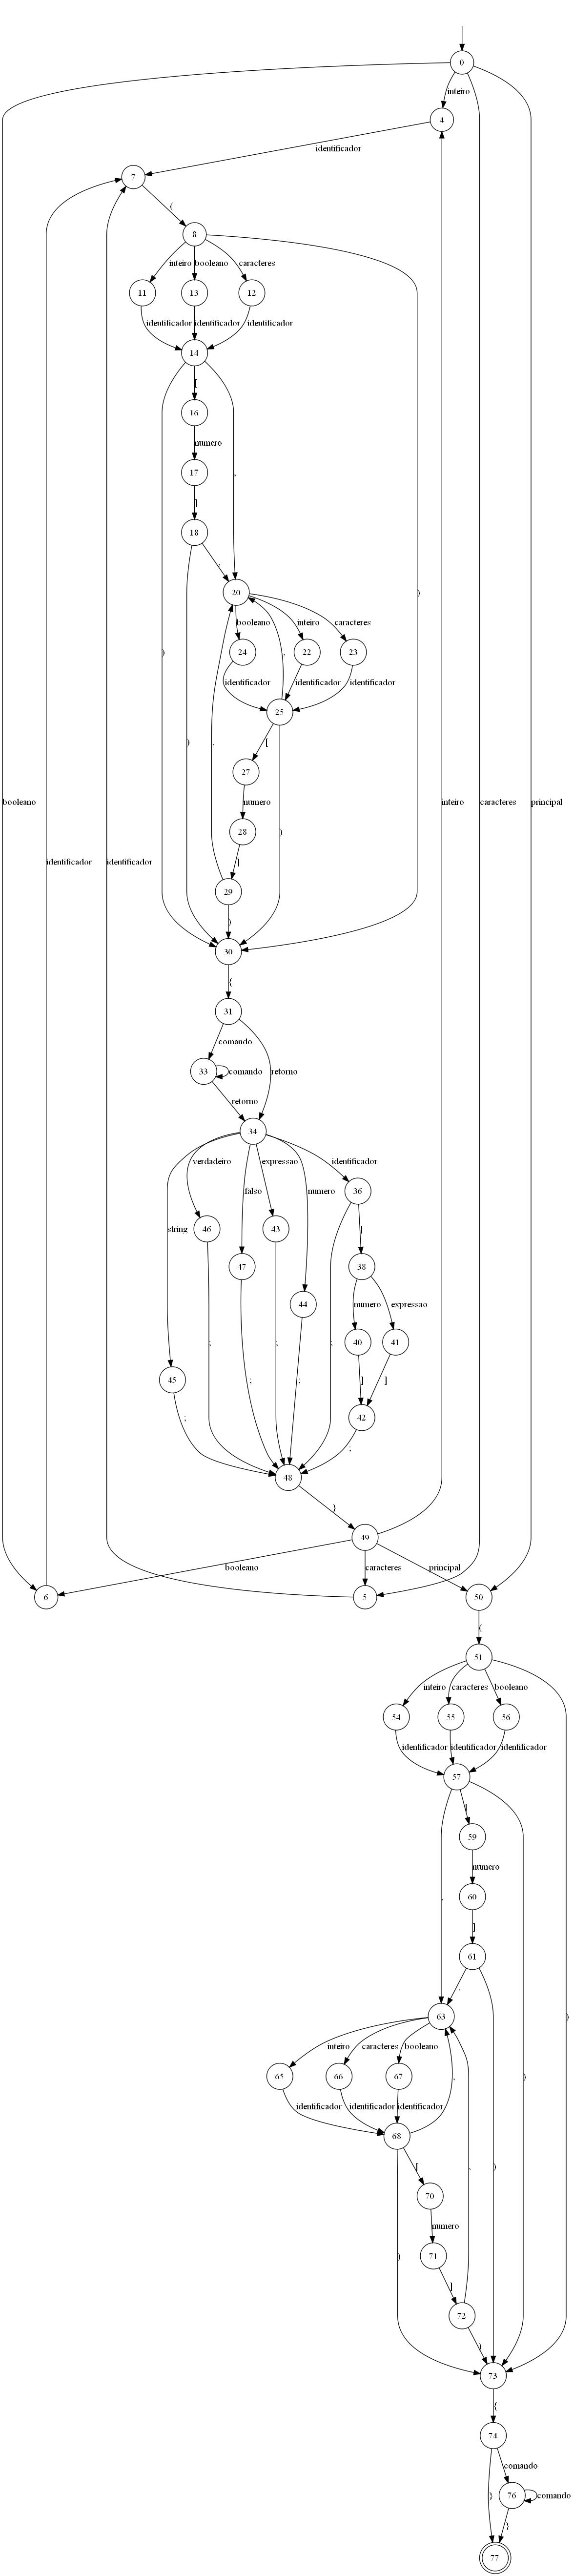 0
inteiro
4
identificador
7
(
8
inteiro booleano caracteres
11 13 12
identificador identificador identificador
14
[
16
numero
,
17
]
18
,
)
20
booleano inteiro caracteres
24 22 23
,
identificador identificador identificador
)
25
[
) ,
27
booleano numero inteiro caracteres principal
28
)
identificador identificador
]
29
)
30
{
31
comando
33 comando retorno
retorno
34
verdadeiro expressao identificador
falso numero
36
string 46 43 [
47 38
44 numero expressao
; ; ; 40 41
45 ; ; ] ]
42
; ;
48
}
49
booleano caracteres principal
6 5 50
(
51
inteiro caracteres booleano
54 55 56
identificador identificador identificador
57
[
59
numero
,
60
]
61
,
63 )
inteiro caracteres booleano
65 66 67 )
,
identificador identificador identificador
68
[ , )
70
numero
) 71
]
72
)
73
{
74
comando
76 comando
}
}
77